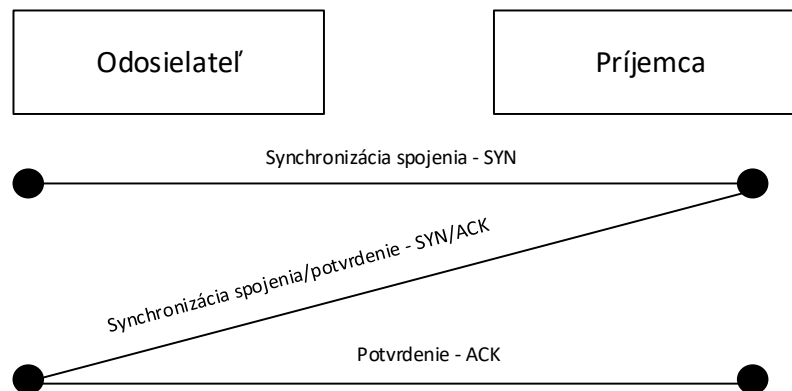 Odosielateľ
Príjemca
Synchronizácia spojenia - SYN
Synchronizácia spojenia/potvrdenie - SYN/ACK
Potvrdenie - ACK